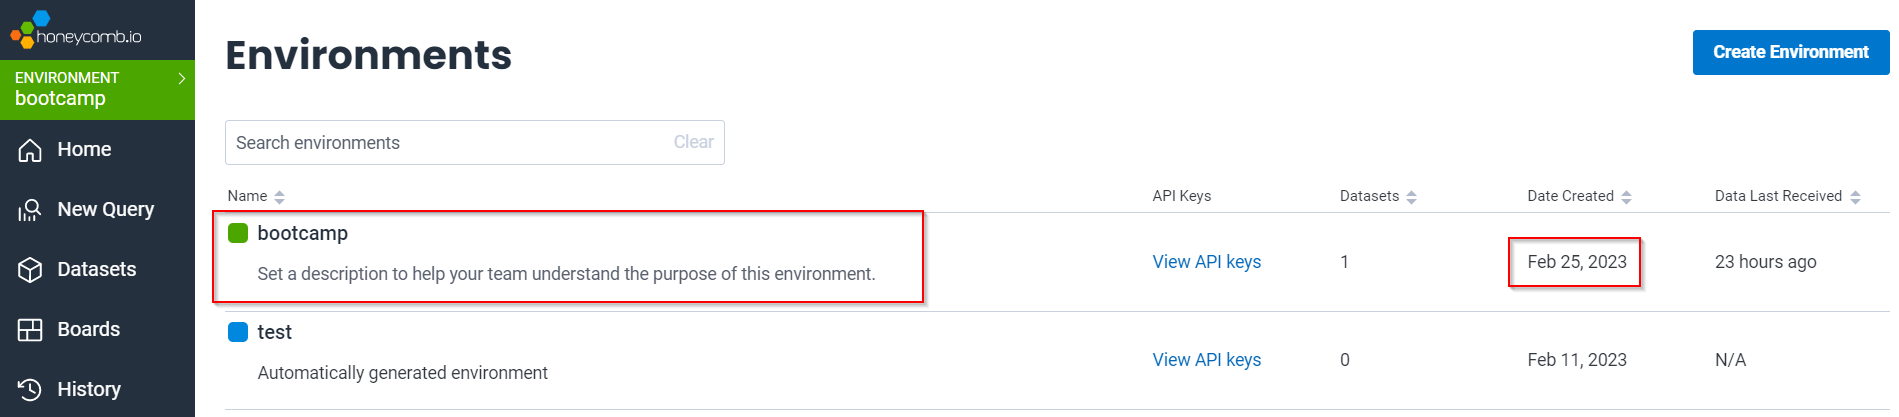 honeycomb.io
ENVIRONMENT
bootcamp
Home
New Query
Datasets
Boards
History
Environments
Create Environment
Search environments Clear
Name API Keys Datasets Date Created Data Last Received
bootcamp
Set a description to help your team understand the purpose of this environment.
View API keys 1 Feb 25, 2023 23 hours ago
test
Automatically generated environment
View API keys 0 Feb 11, 2023 N/A